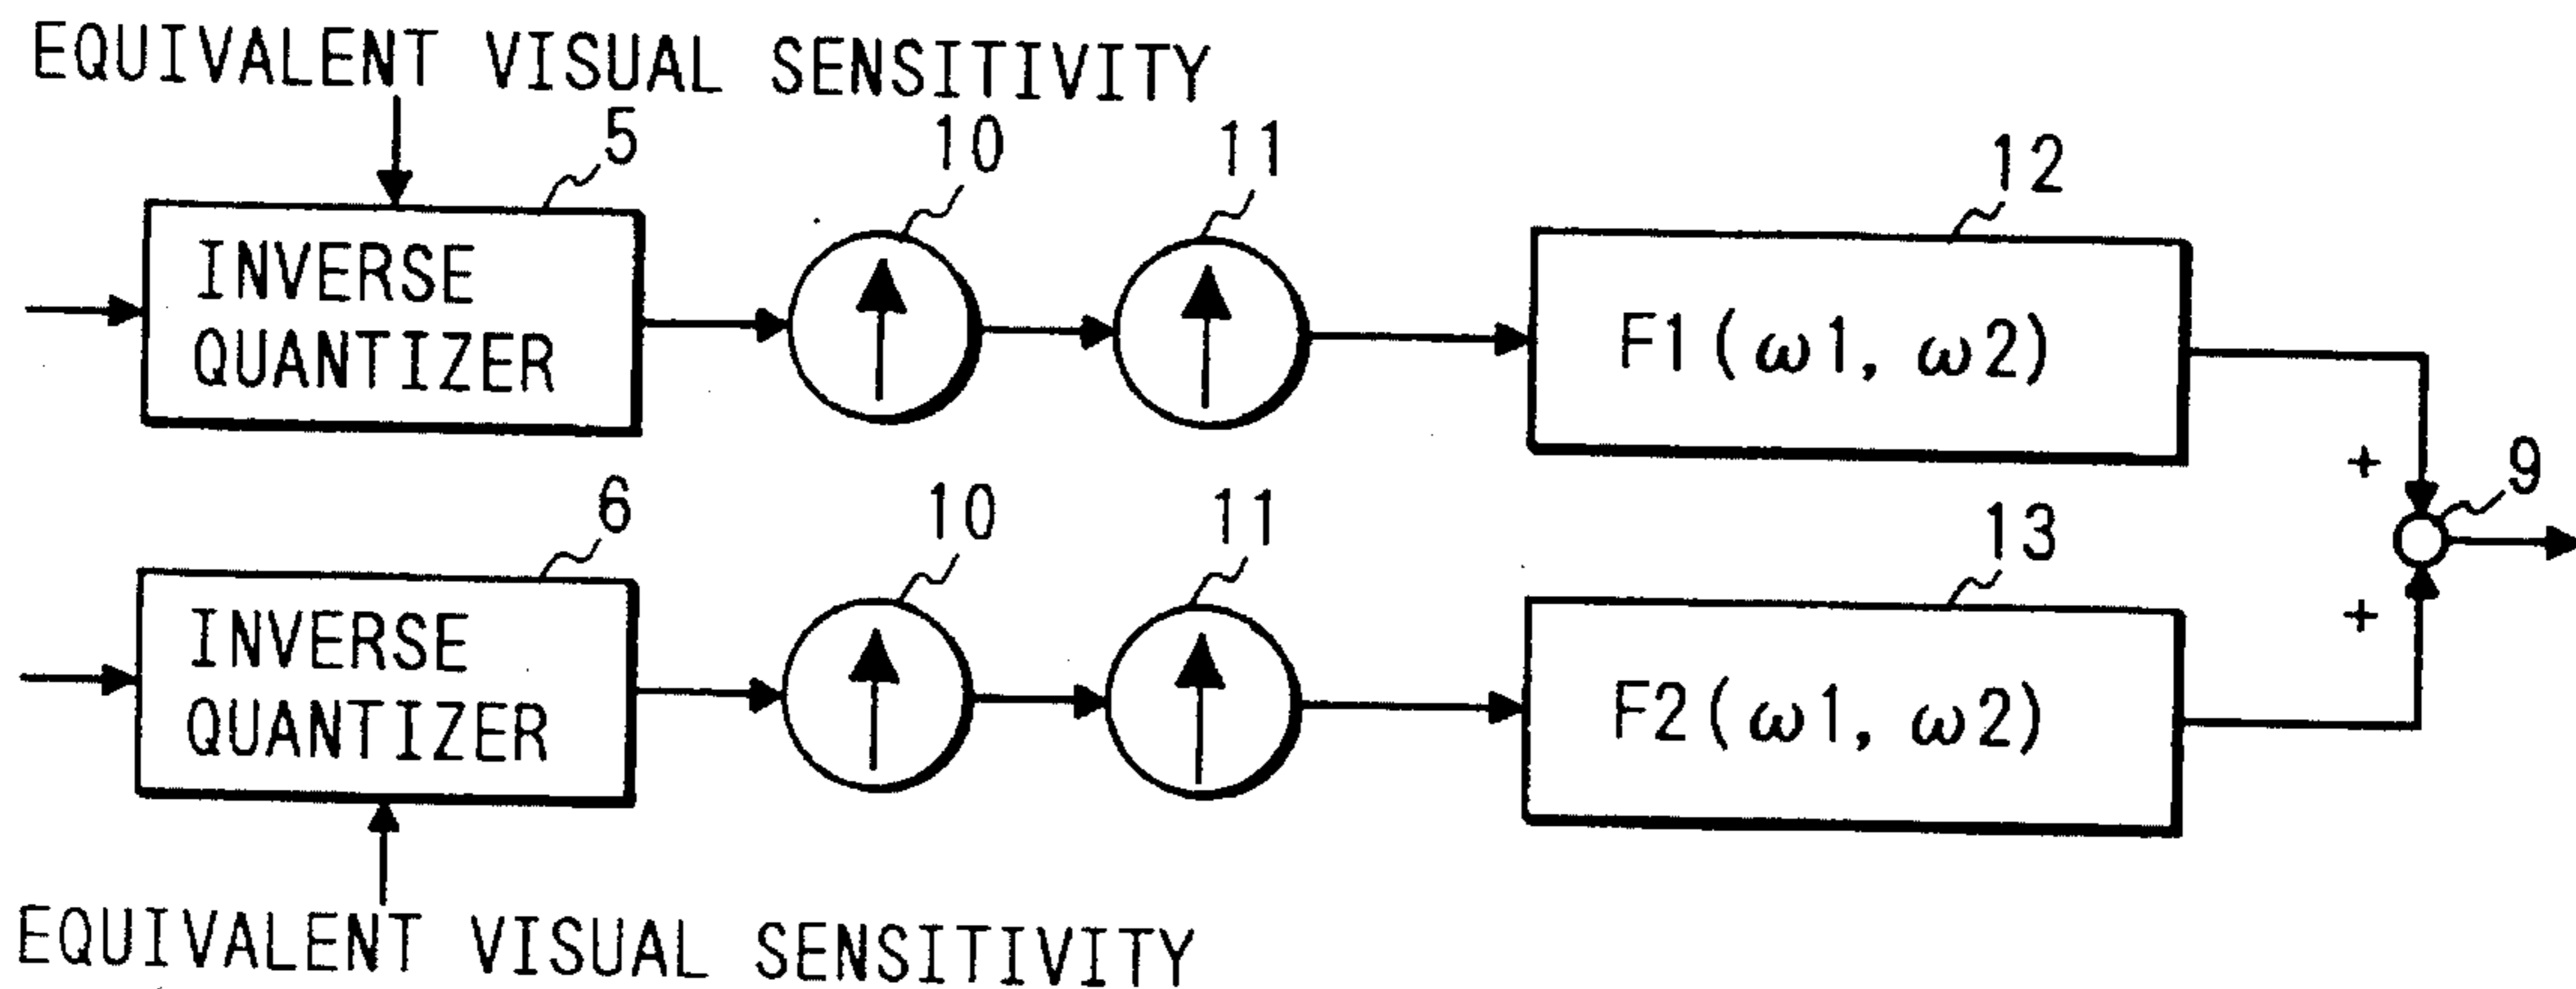 EQUIVALENT VISUAL SENSITIVITY
5
10
11
12
INVERSE
QUANTIZER
F1(ω1, ω2)
+
9
6
10
11
13
INVERSE
QUANTIZER
F2(ω1, ω2)
+
EQUIVALENT VISUAL SENSITIVITY